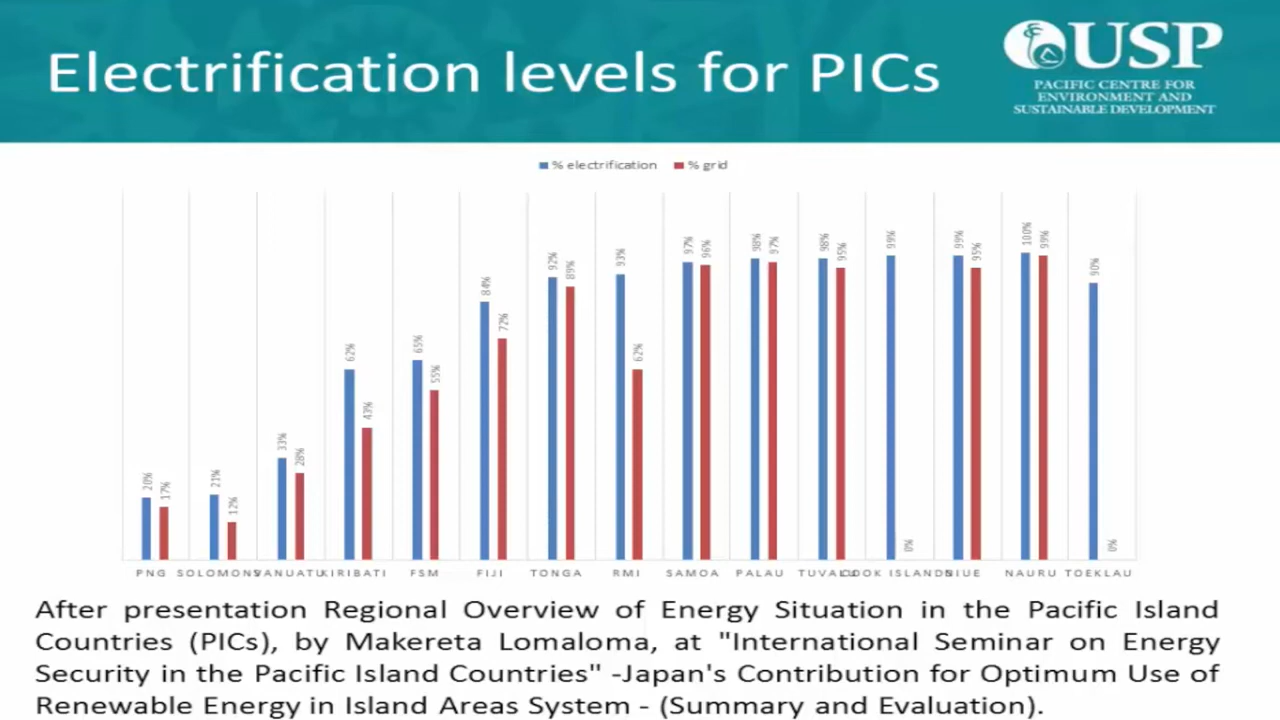 Electrification levels for PICs
USP
PACIFIC CENTRE FOR
ENVIRONMENT AND
SUSTAINABLE DEVELOPMENT
% electrification % grid
20% 17% 21% 12% 33% 28% 62% 43% 65% 55% 84% 72% 92% 89% 93% 62% 97% 96% 98% 97% 98% 95% 99% 0% 99% 95% 100% 99% 90% 0%
PNG SOLOMONS VANUATU KIRIBATI FSM FIJI TONGA RMI SAMOA PALAU TUVALU COOK ISLANDS NIUE NAURU TOEKLAU
After presentation Regional Overview of Energy Situation in the Pacific Island
Countries (PICs), by Makereta Lomaloma, at "International Seminar on Energy
Security in the Pacific Island Countries" -Japan's Contribution for Optimum Use of
Renewable Energy in Island Areas System - (Summary and Evaluation).